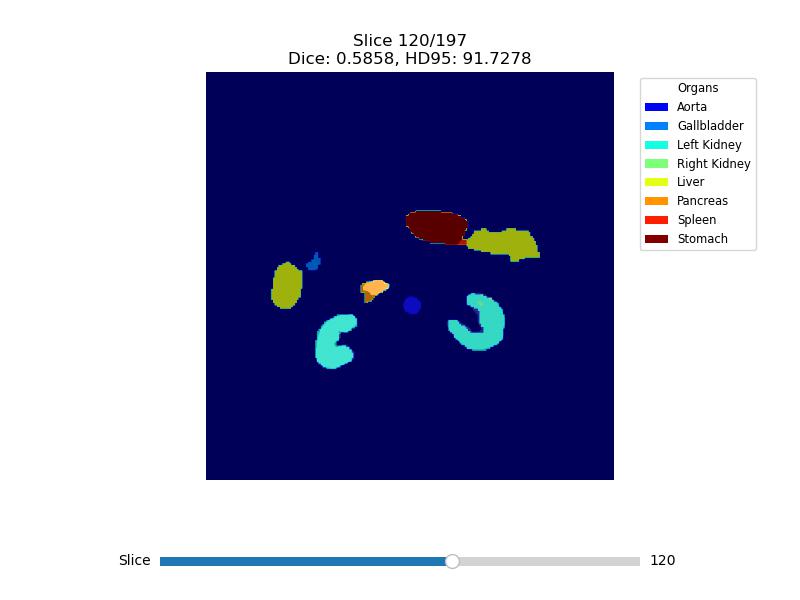 Slice 120/197
Dice: 0.5858, HD95: 91.7278
Organs
Aorta
Gallbladder
Left Kidney
Right Kidney
Liver
Pancreas
Spleen
Stomach
Slice 120